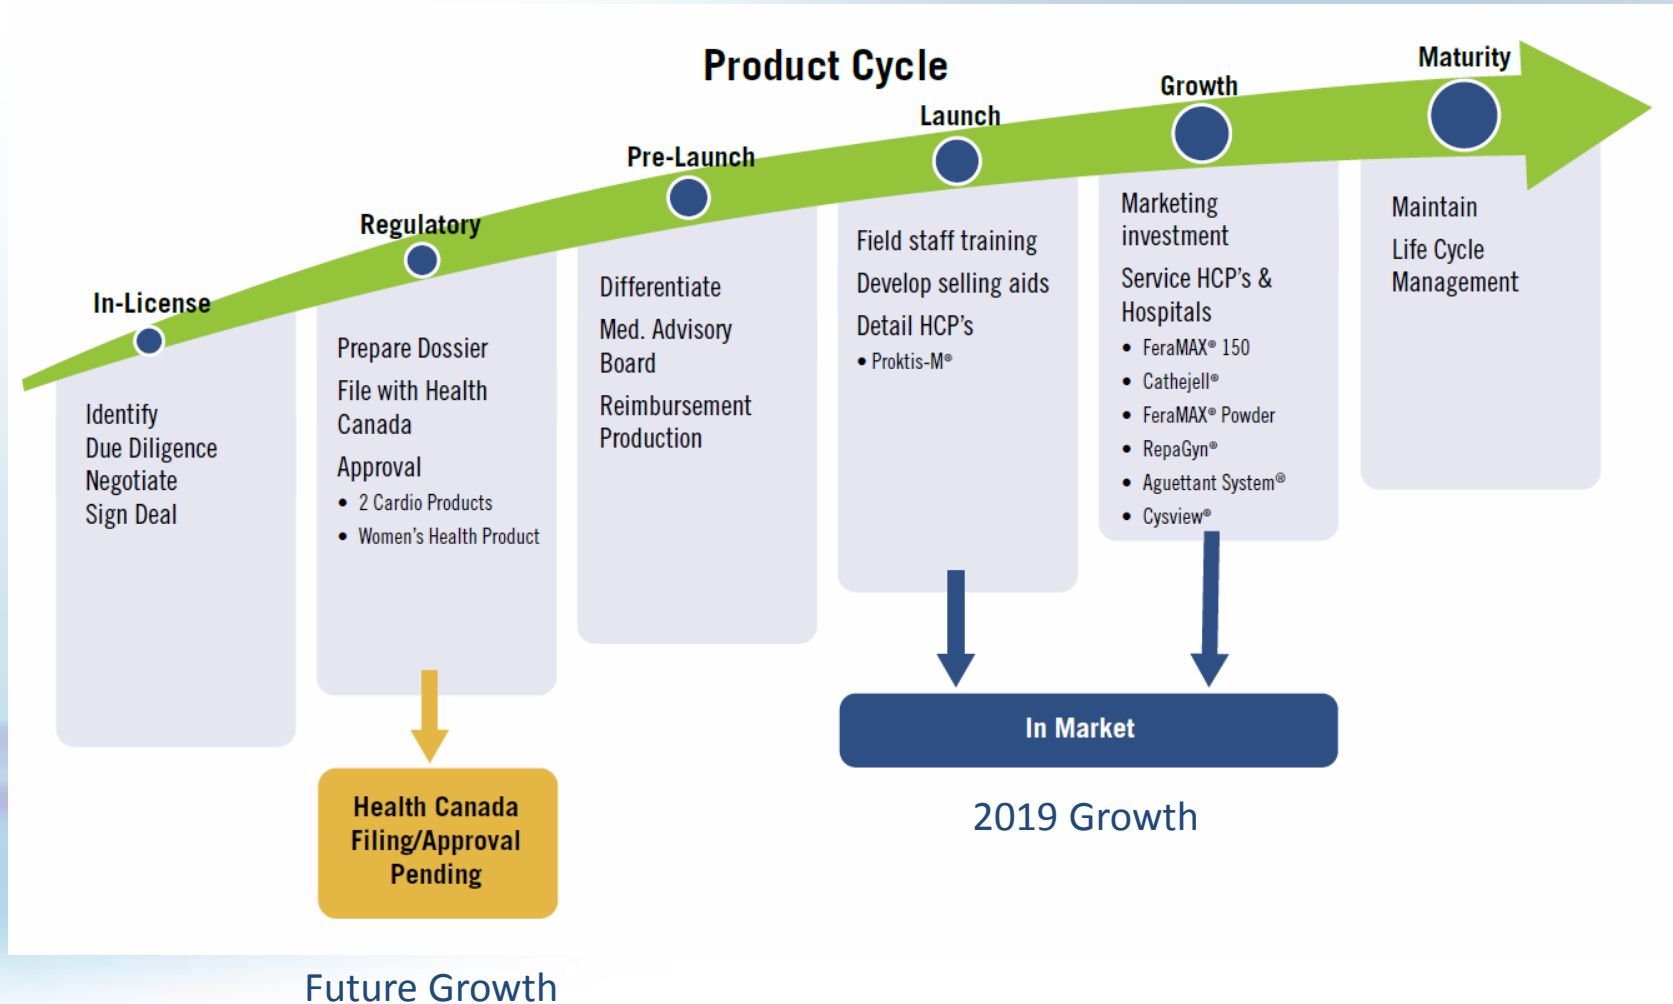 Product Cycle
In-License
Identify
Due Diligence
Negotiate
Sign Deal
Regulatory
Prepare Dossier
File with Health
Canada
Approval
• 2 Cardio Products
• Women's Health Product
Health Canada
Filing/Approval
Pending
Future Growth
Pre-Launch
Differentiate
Med. Advisory
Board
Reimbursement
Production
Launch
Field staff training
Develop selling aids
Detail HCP's
• Proktis-M®
Growth
Marketing
investment
Service HCP's &
Hospitals
• FeraMAX® 150
• Cathejell®
• FeraMAX® Powder
• RepaGyn®
• Aguettant System®
• Cysview®
In Market
2019 Growth
Maturity
Maintain
Life Cycle
Management